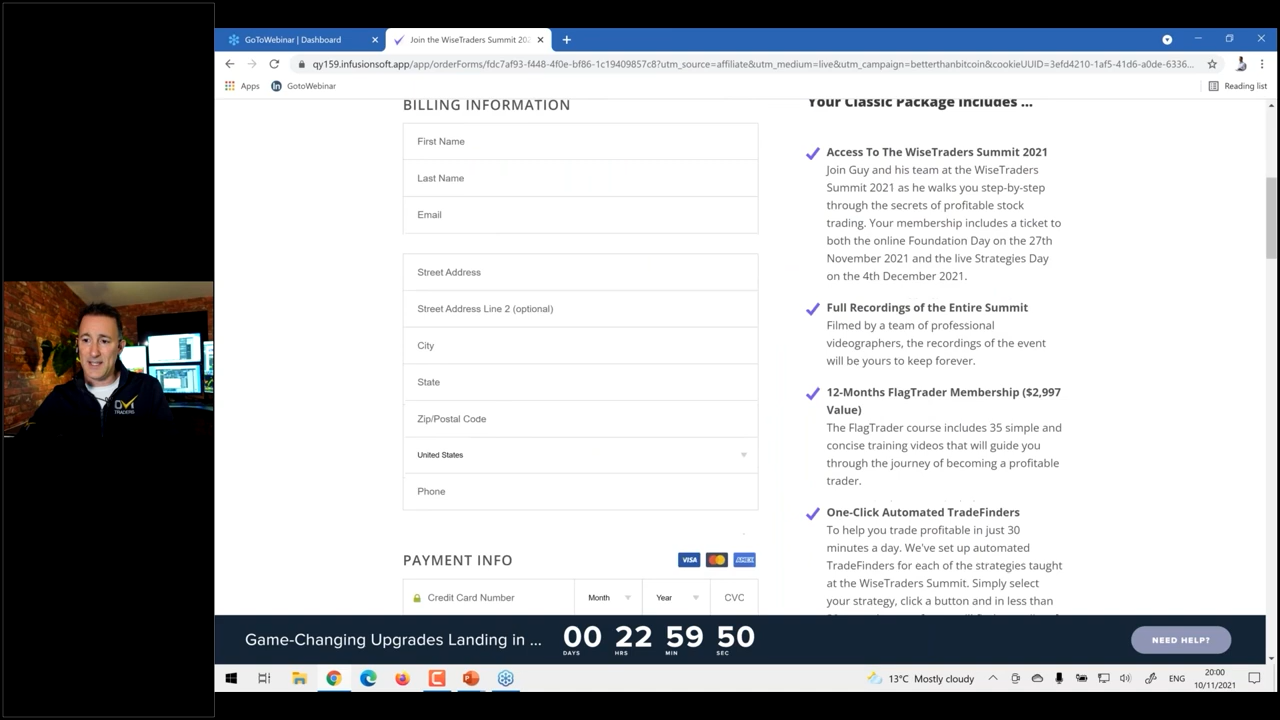 GoToWebinar | Dashboard
Join the WiseTraders Summit 202
qy159.infusionsoft.app/app/orderForms/fdc7af93-f448-4f0e-bf86-1c19409857c8?utm_source=affiliate&utm_medium=live&utm_campaign=betterthanbitcoin&cookieUUID=3efd4210-1af5-41d6-a0de-6336...
Apps
GotoWebinar
Reading list
BILLING INFORMATION
First Name
Last Name
Email
Street Address
Street Address Line 2 (optional)
City
State
Zip/Postal Code
United States
Phone
PAYMENT INFO
VISA
AMEX
Credit Card Number
Month
Year
CVC
Your Classic Package Includes ...
Access To The WiseTraders Summit 2021
Join Guy and his team at the WiseTraders
Summit 2021 as he walks you step-by-step
through the secrets of profitable stock
trading. Your membership includes a ticket to
both the online Foundation Day on the 27th
November 2021 and the live Strategies Day
on the 4th December 2021.
Full Recordings of the Entire Summit
Filmed by a team of professional
videographers, the recordings of the event
will be yours to keep forever.
12-Months FlagTrader Membership ($2,997
Value)
The FlagTrader course includes 35 simple and
concise training videos that will guide you
through the journey of becoming a profitable
trader.
One-Click Automated TradeFinders
To help you trade profitable in just 30
minutes a day. We've set up automated
TradeFinders for each of the strategies taught
at the WiseTraders Summit. Simply select
your strategy, click a button and in less than
OVI
TRADERS
Game-Changing Upgrades Landing in ...
00 22 59 50
DAYS HRS MIN SEC
NEED HELP?
13°C Mostly cloudy
ENG
20:00
10/11/2021